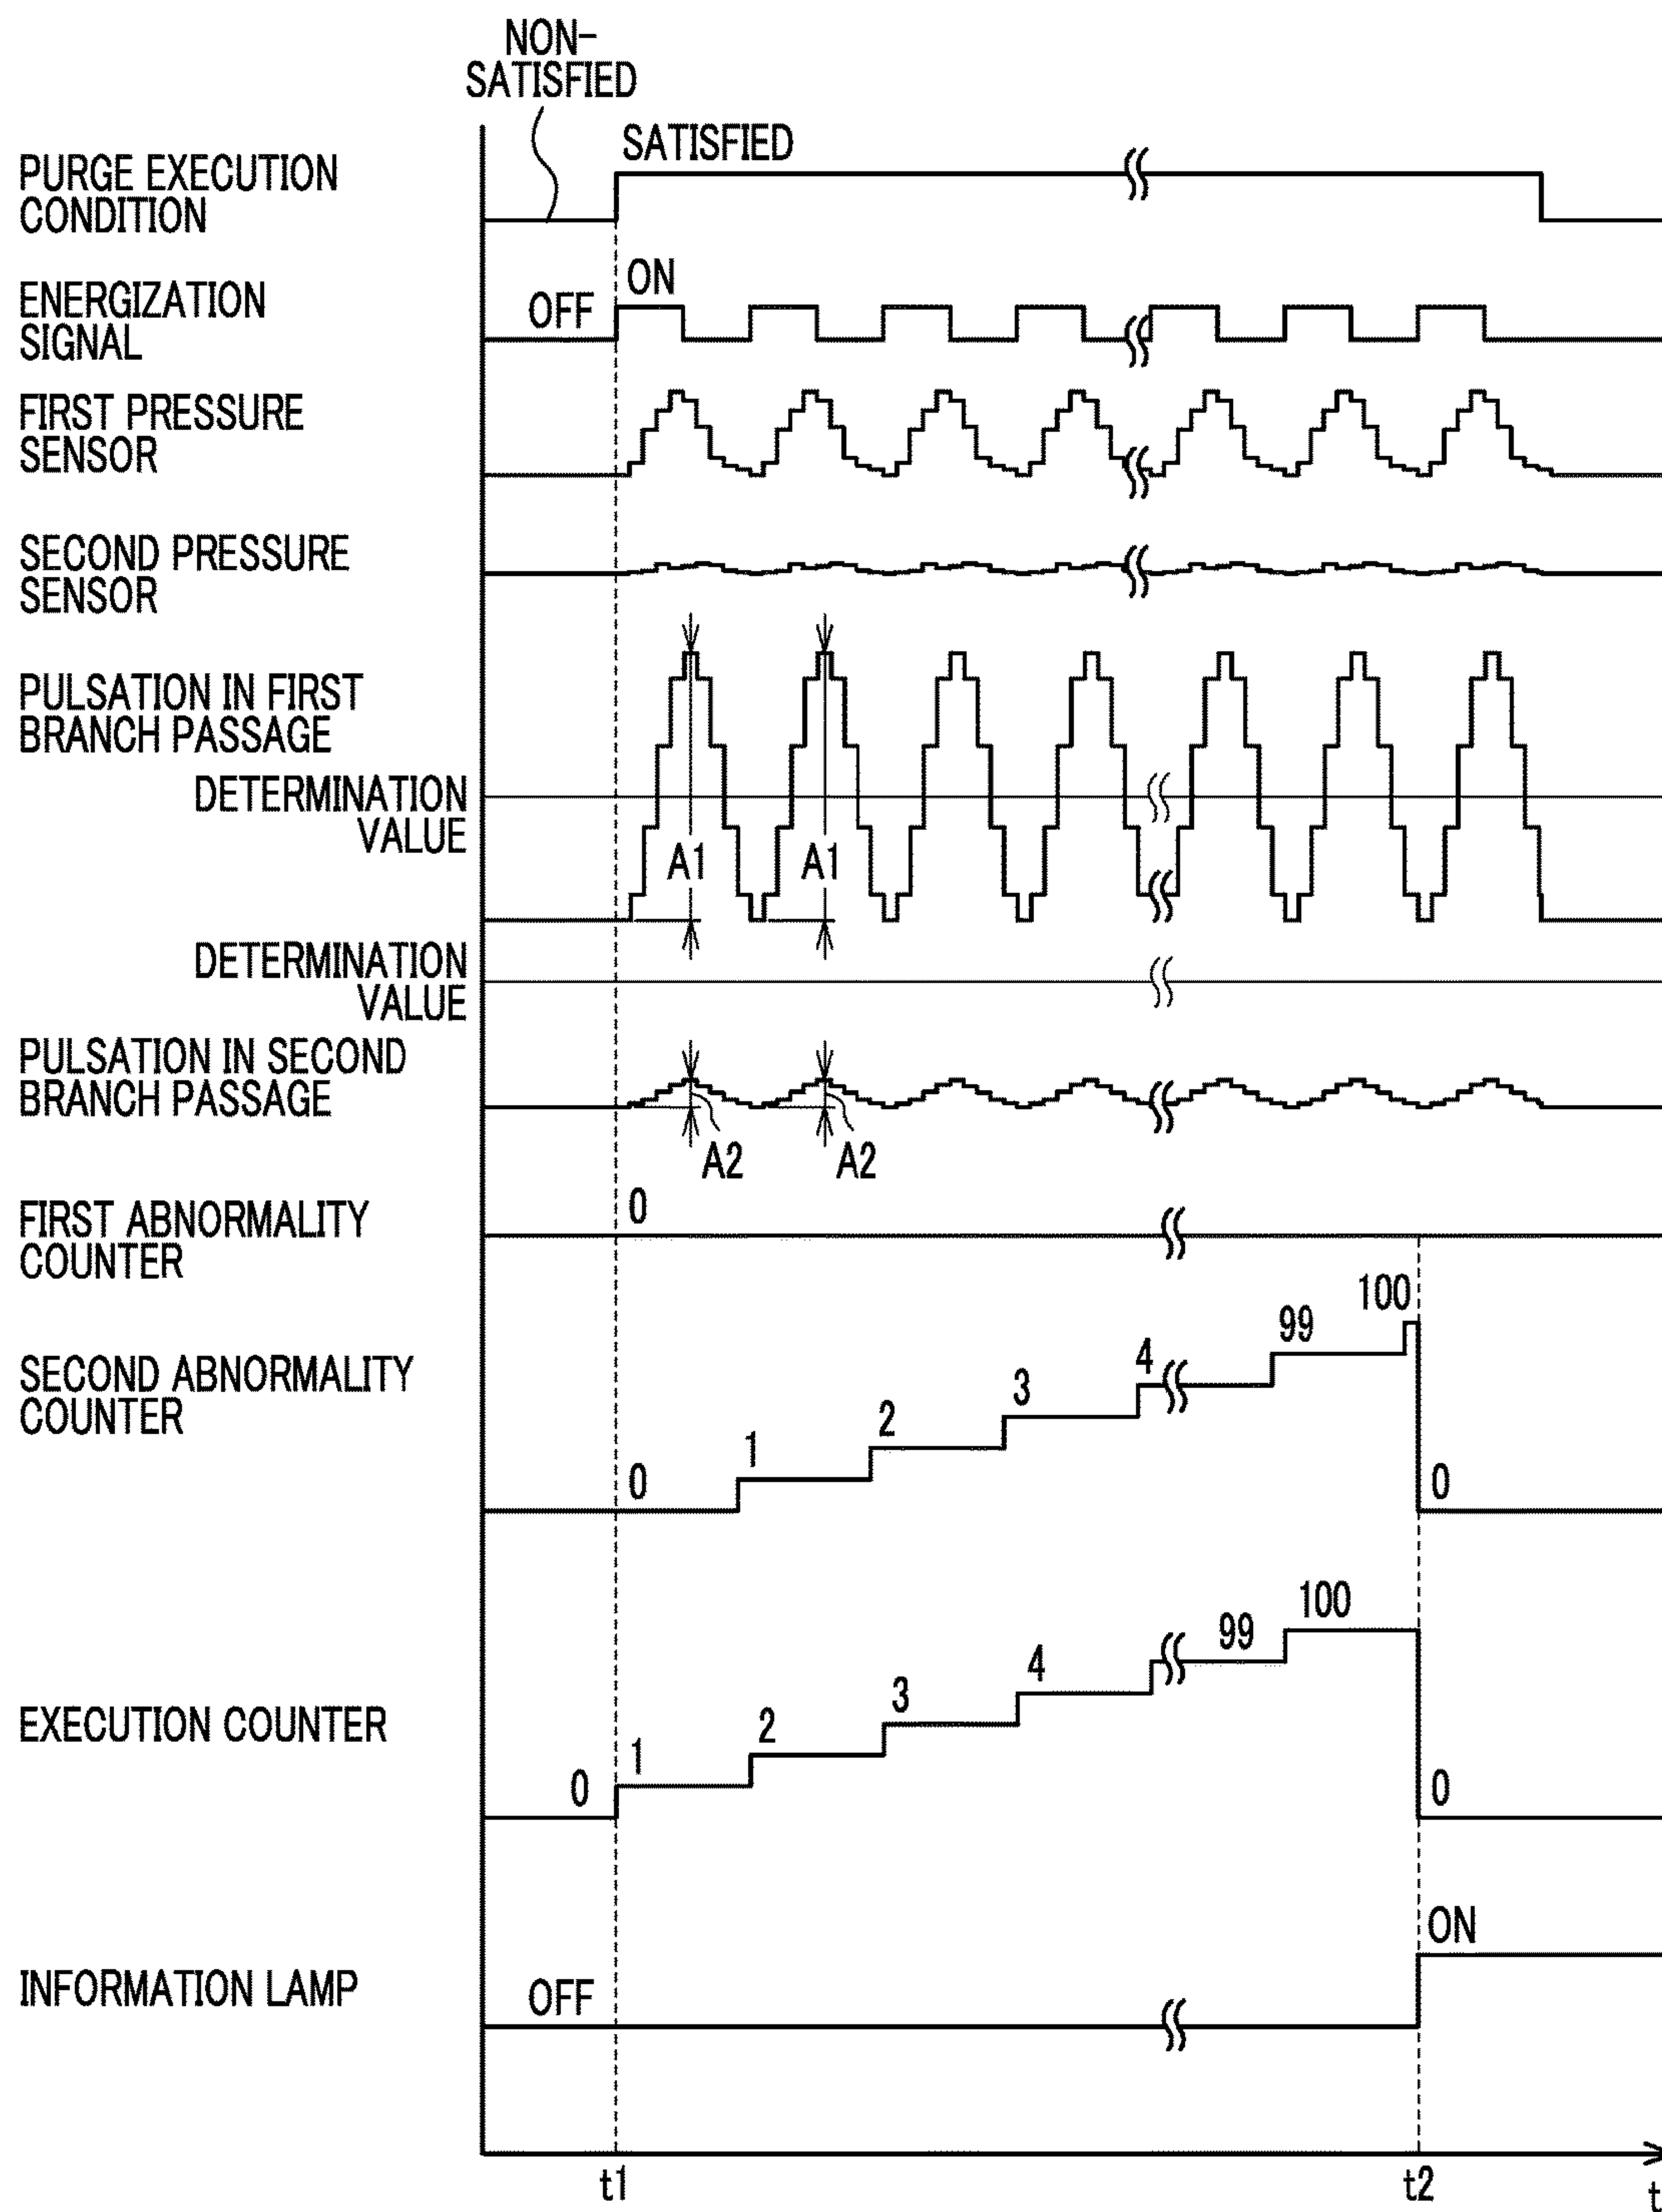 NON-
SATISFIED
SATISFIED
PURGE EXECUTION
CONDITION
ON
ENERGIZATION
SIGNAL
OFF
FIRST PRESSURE
SENSOR
SECOND PRESSURE
SENSOR
PULSATION IN FIRST
BRANCH PASSAGE
DETERMINATION
VALUE
A1 A1
DETERMINATION
VALUE
PULSATION IN SECOND
BRANCH PASSAGE
A2 A2
FIRST ABNORMALITY
COUNTER
0
SECOND ABNORMALITY
COUNTER
0 1 2 3 4 99 100 0
EXECUTION COUNTER
0 1 2 3 4 99 100 0
INFORMATION LAMP
OFF ON
t1 t2 t